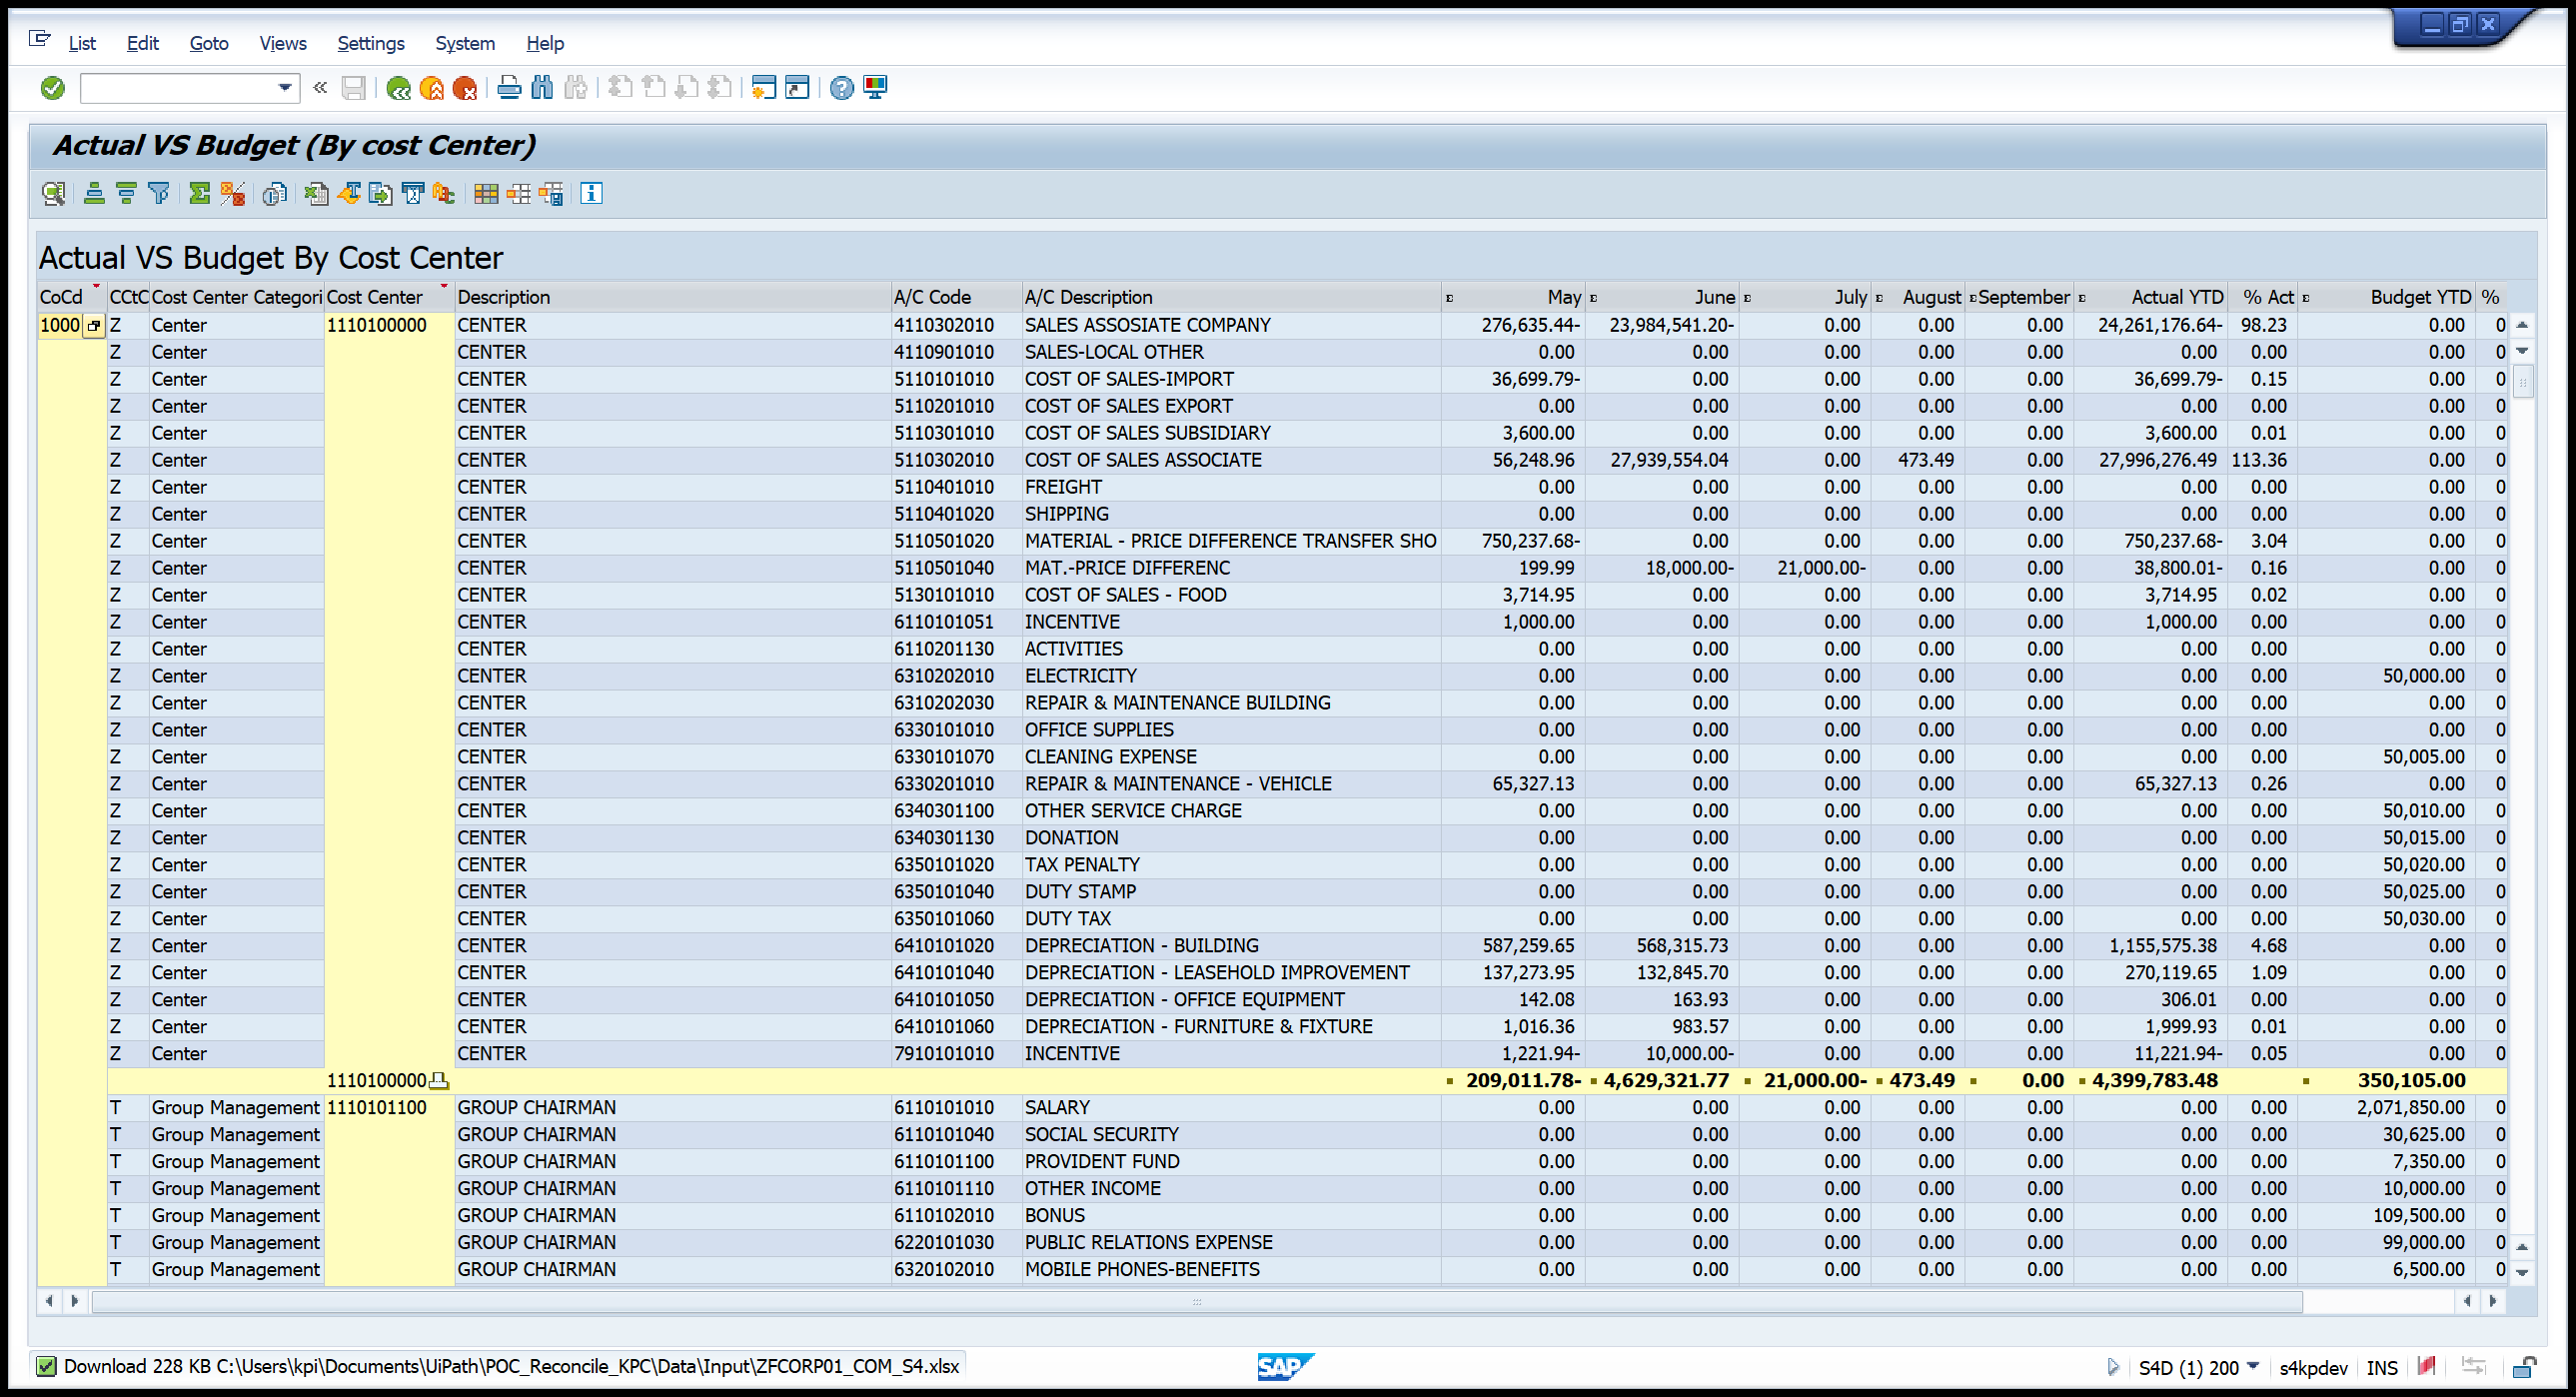 List Edit Goto Views Settings System Help
Actual VS Budget (By cost Center)
Actual VS Budget By Cost Center
CoCd CCtC Cost Center Categori Cost Center Description A/C Code A/C Description May June July August September Actual YTD % Act Budget YTD %
1000 Z Center 1110100000 CENTER 4110302010 SALES ASSOSIATE COMPANY 276,635.44- 23,984,541.20- 0.00 0.00 0.00 24,261,176.64- 98.23 0.00 0
Z Center CENTER 4110901010 SALES-LOCAL OTHER 0.00 0.00 0.00 0.00 0.00 0.00 0.00 0.00 0
Z Center CENTER 5110101010 COST OF SALES-IMPORT 36,699.79- 0.00 0.00 0.00 0.00 36,699.79- 0.15 0.00 0
Z Center CENTER 5110201010 COST OF SALES EXPORT 0.00 0.00 0.00 0.00 0.00 0.00 0.00 0.00 0
Z Center CENTER 5110301010 COST OF SALES SUBSIDIARY 3,600.00 0.00 0.00 0.00 0.00 3,600.00 0.01 0.00 0
Z Center CENTER 5110302010 COST OF SALES ASSOCIATE 56,248.96 27,939,554.04 0.00 473.49 0.00 27,996,276.49 113.36 0.00 0
Z Center CENTER 5110401010 FREIGHT 0.00 0.00 0.00 0.00 0.00 0.00 0.00 0.00 0
Z Center CENTER 5110401020 SHIPPING 0.00 0.00 0.00 0.00 0.00 0.00 0.00 0.00 0
Z Center CENTER 5110501020 MATERIAL - PRICE DIFFERENCE TRANSFER SHO 750,237.68- 0.00 0.00 0.00 0.00 750,237.68- 3.04 0.00 0
Z Center CENTER 5110501040 MAT.-PRICE DIFFERENC 199.99 18,000.00- 21,000.00- 0.00 0.00 38,800.01- 0.16 0.00 0
Z Center CENTER 5130101010 COST OF SALES - FOOD 3,714.95 0.00 0.00 0.00 0.00 3,714.95 0.02 0.00 0
Z Center CENTER 6110101051 INCENTIVE 1,000.00 0.00 0.00 0.00 0.00 1,000.00 0.00 0.00 0
Z Center CENTER 6110201130 ACTIVITIES 0.00 0.00 0.00 0.00 0.00 0.00 0.00 0.00 0
Z Center CENTER 6310202010 ELECTRICITY 0.00 0.00 0.00 0.00 0.00 0.00 0.00 50,000.00 0
Z Center CENTER 6310202030 REPAIR & MAINTENANCE BUILDING 0.00 0.00 0.00 0.00 0.00 0.00 0.00 0.00 0
Z Center CENTER 6330101010 OFFICE SUPPLIES 0.00 0.00 0.00 0.00 0.00 0.00 0.00 0.00 0
Z Center CENTER 6330101070 CLEANING EXPENSE 0.00 0.00 0.00 0.00 0.00 0.00 0.00 50,005.00 0
Z Center CENTER 6330201010 REPAIR & MAINTENANCE - VEHICLE 65,327.13 0.00 0.00 0.00 0.00 65,327.13 0.26 0.00 0
Z Center CENTER 6340301100 OTHER SERVICE CHARGE 0.00 0.00 0.00 0.00 0.00 0.00 0.00 50,010.00 0
Z Center CENTER 6340301130 DONATION 0.00 0.00 0.00 0.00 0.00 0.00 0.00 50,015.00 0
Z Center CENTER 6350101020 TAX PENALTY 0.00 0.00 0.00 0.00 0.00 0.00 0.00 50,020.00 0
Z Center CENTER 6350101040 DUTY STAMP 0.00 0.00 0.00 0.00 0.00 0.00 0.00 50,025.00 0
Z Center CENTER 6350101060 DUTY TAX 0.00 0.00 0.00 0.00 0.00 0.00 0.00 50,030.00 0
Z Center CENTER 6410101020 DEPRECIATION - BUILDING 587,259.65 568,315.73 0.00 0.00 0.00 1,155,575.38 4.68 0.00 0
Z Center CENTER 6410101040 DEPRECIATION - LEASEHOLD IMPROVEMENT 137,273.95 132,845.70 0.00 0.00 0.00 270,119.65 1.09 0.00 0
Z Center CENTER 6410101050 DEPRECIATION - OFFICE EQUIPMENT 142.08 163.93 0.00 0.00 0.00 306.01 0.00 0.00 0
Z Center CENTER 6410101060 DEPRECIATION - FURNITURE & FIXTURE 1,016.36 983.57 0.00 0.00 0.00 1,999.93 0.01 0.00 0
Z Center CENTER 7910101010 INCENTIVE 1,221.94- 10,000.00- 0.00 0.00 0.00 11,221.94- 0.05 0.00 0
1110100000 209,011.78- 4,629,321.77 21,000.00- 473.49 0.00 4,399,783.48 350,105.00
T Group Management 1110101100 GROUP CHAIRMAN 6110101010 SALARY 0.00 0.00 0.00 0.00 0.00 0.00 0.00 2,071,850.00 0
T Group Management GROUP CHAIRMAN 6110101040 SOCIAL SECURITY 0.00 0.00 0.00 0.00 0.00 0.00 0.00 30,625.00 0
T Group Management GROUP CHAIRMAN 6110101100 PROVIDENT FUND 0.00 0.00 0.00 0.00 0.00 0.00 0.00 7,350.00 0
T Group Management GROUP CHAIRMAN 6110101110 OTHER INCOME 0.00 0.00 0.00 0.00 0.00 0.00 0.00 10,000.00 0
T Group Management GROUP CHAIRMAN 6110102010 BONUS 0.00 0.00 0.00 0.00 0.00 0.00 0.00 109,500.00 0
T Group Management GROUP CHAIRMAN 6220101030 PUBLIC RELATIONS EXPENSE 0.00 0.00 0.00 0.00 0.00 0.00 0.00 99,000.00 0
T Group Management GROUP CHAIRMAN 6320102010 MOBILE PHONES-BENEFITS 0.00 0.00 0.00 0.00 0.00 0.00 0.00 6,500.00 0
Download 228 KB C:\Users\kpi\Documents\UiPath\POC_Reconcile_KPC\Data\Input\ZFCORP01_COM_S4.xlsx SAP S4D (1) 200 s4kpdev INS